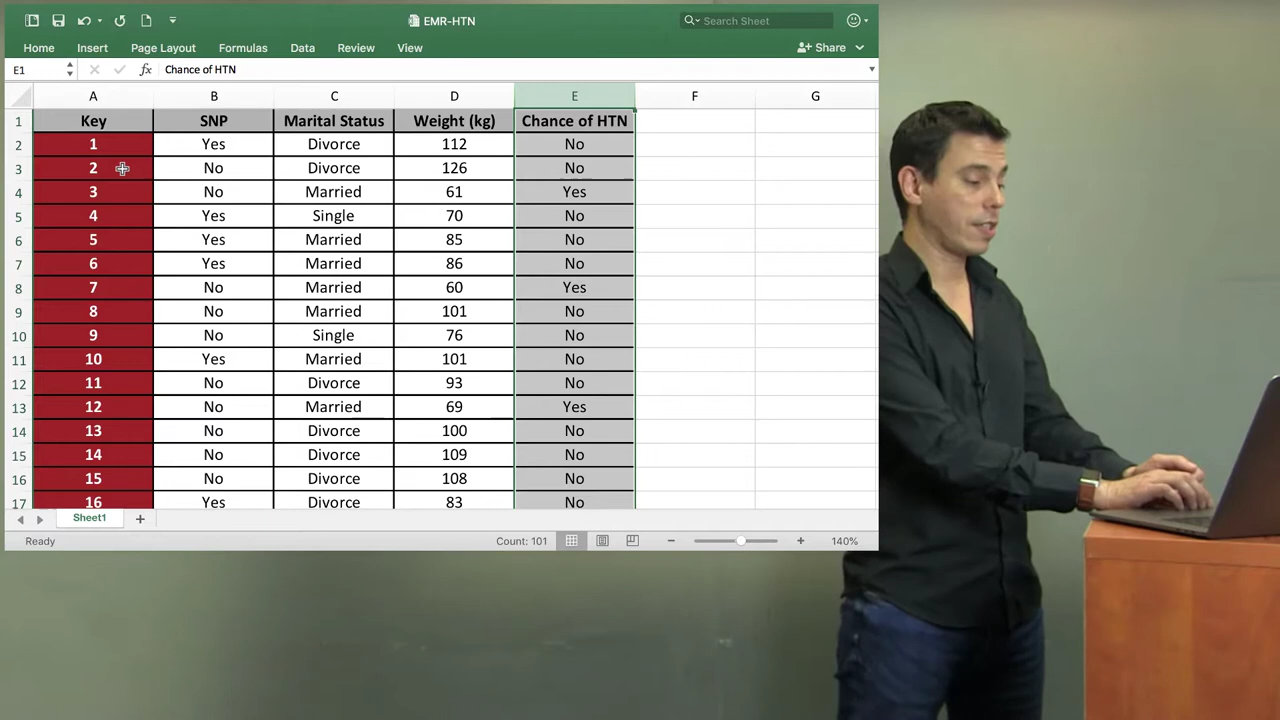 EMR-HTN
Search Sheet
Home Insert Page Layout Formulas Data Review View Share
E1 fx Chance of HTN
A B C D E F G
1 Key SNP Marital Status Weight (kg) Chance of HTN
2 1 Yes Divorce 112 No
3 2 No Divorce 126 No
4 3 No Married 61 Yes
5 4 Yes Single 70 No
6 5 Yes Married 85 No
7 6 Yes Married 86 No
8 7 No Married 60 Yes
9 8 No Married 101 No
10 9 No Single 76 No
11 10 Yes Married 101 No
12 11 No Divorce 93 No
13 12 No Married 69 Yes
14 13 No Divorce 100 No
15 14 No Divorce 109 No
16 15 No Divorce 108 No
17 16 Yes Divorce 83 No
Sheet1
Ready Count: 101 140%